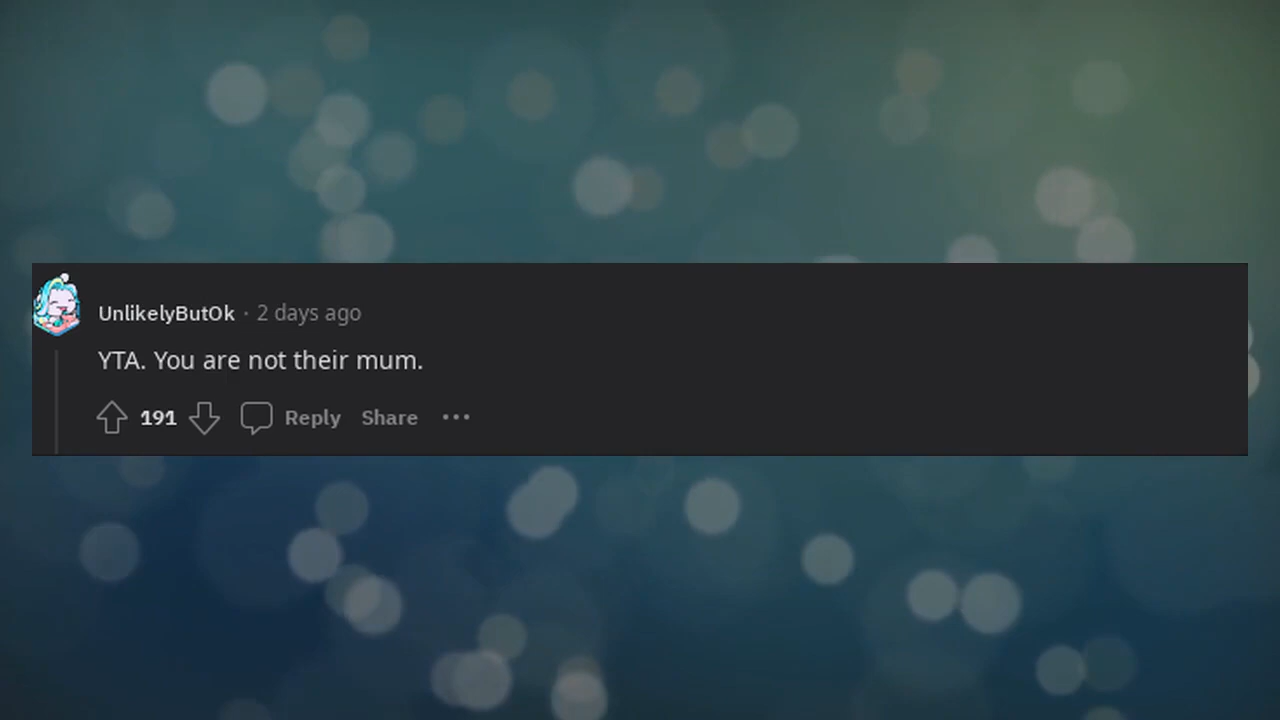 UnlikelyButOk · 2 days ago
YTA. You are not their mum.
191 Reply Share ···